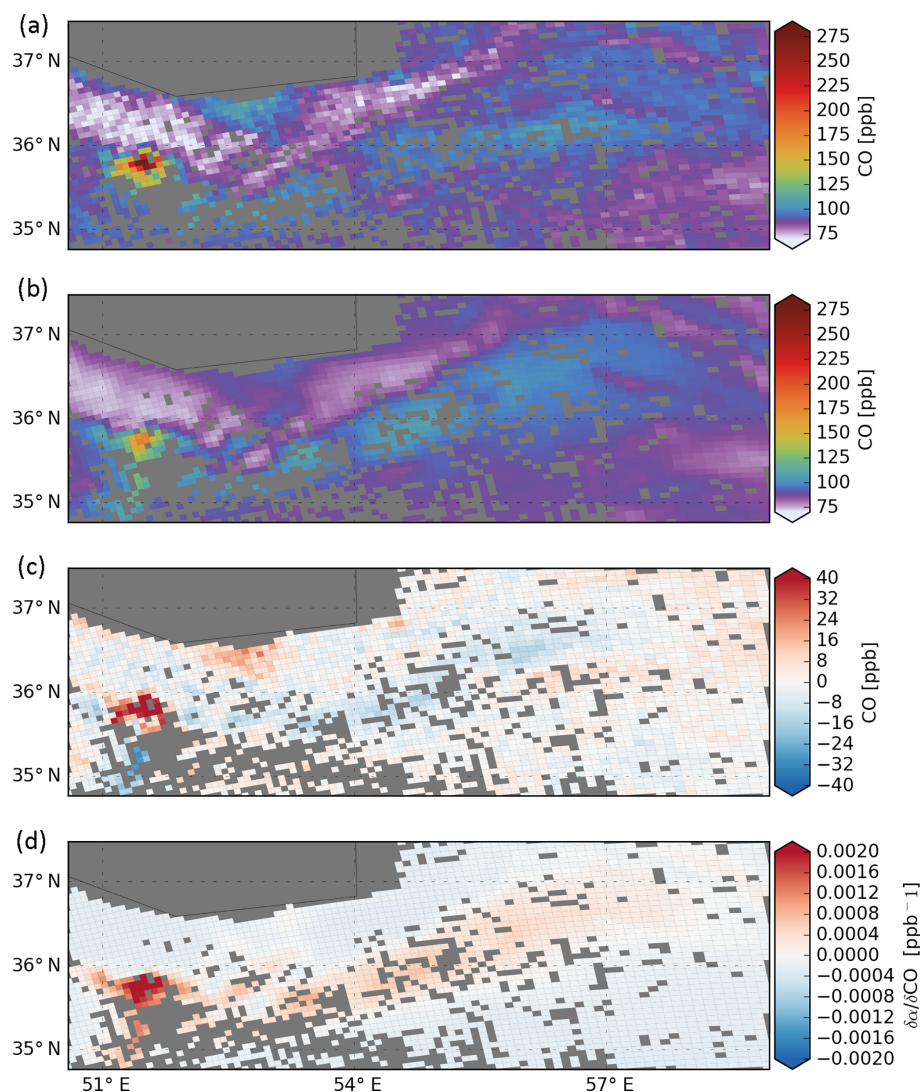 (a)
37° N
36° N
35° N
275
250
225
200
175
150
125
100
75
CO [ppb]
(b)
37° N
36° N
35° N
275
250
225
200
175
150
125
100
75
CO [ppb]
(c)
37° N
36° N
35° N
40
32
24
16
8
0
−8
−16
−24
−32
−40
CO [ppb]
(d)
37° N
36° N
35° N
0.0020
0.0016
0.0012
0.0008
0.0004
0.0000
−0.0004
−0.0008
−0.0012
−0.0016
−0.0020
δα/δCO [ppb − 1]
51° E
54° E
57° E